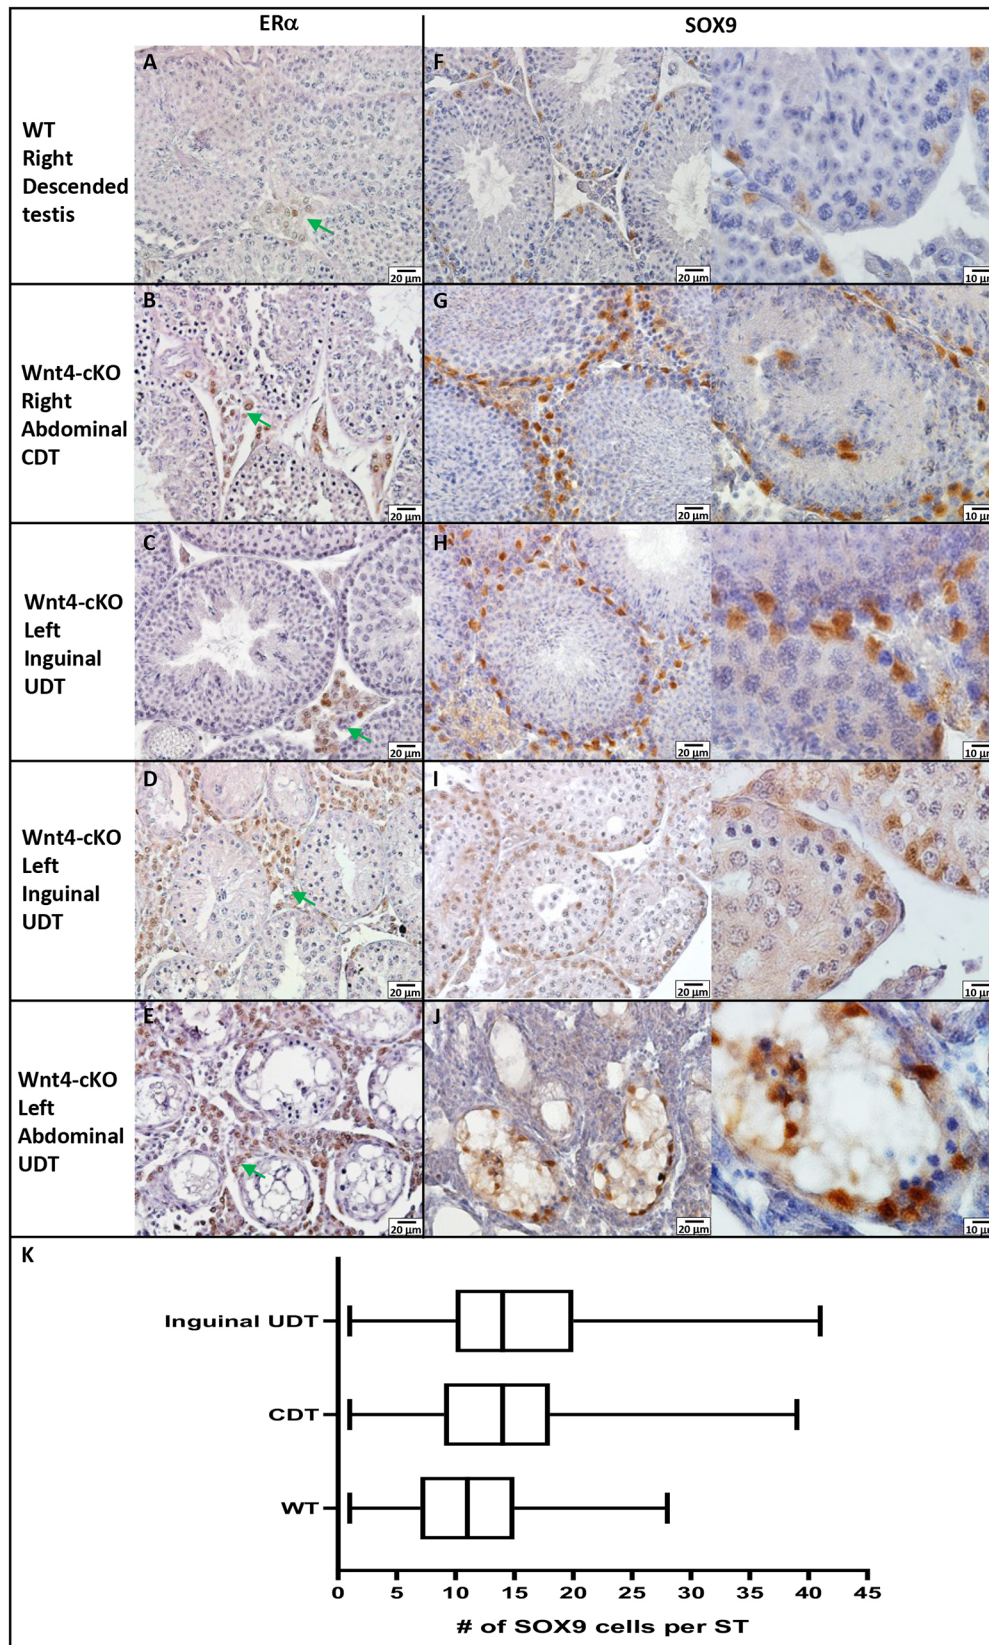 ERα
SOX9
WT
Right
Descended
testis
A
20 µm
F
20 µm
10 µm
Wnt4-cKO
Right
Abdominal
CDT
B
20 µm
G
20 µm
10 µm
Wnt4-cKO
Left
Inguinal
UDT
C
20 µm
H
20 µm
10 µm
Wnt4-cKO
Left
Inguinal
UDT
D
20 µm
I
20 µm
10 µm
Wnt4-cKO
Left
Abdominal
UDT
E
20 µm
J
20 µm
10 µm
K
Inguinal UDT
CDT
WT
0 5 10 15 20 25 30 35 40 45
# of SOX9 cells per ST